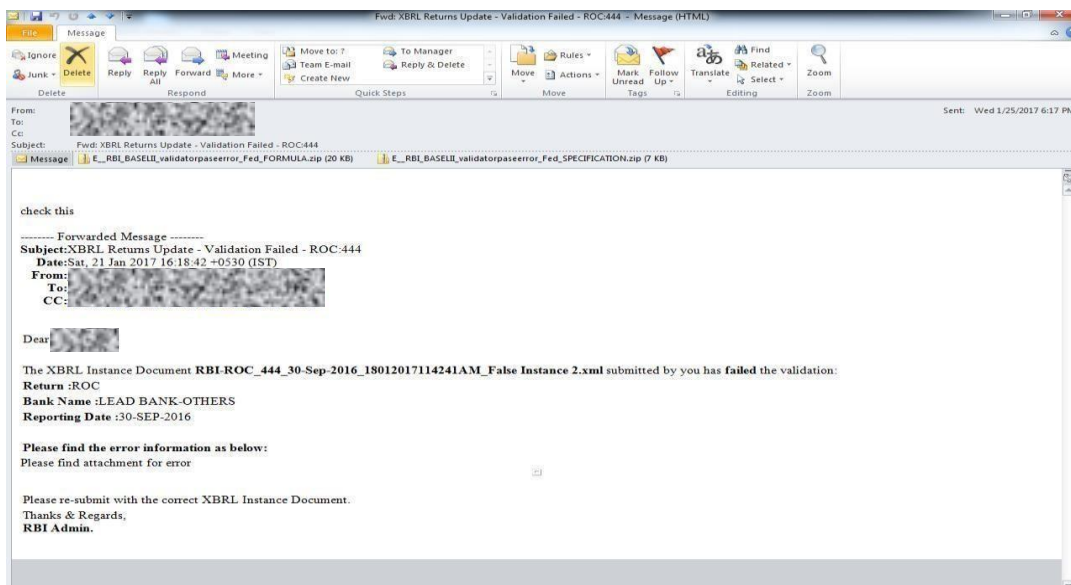 Fwd: XBRL Returns Update - Validation Failed - ROC:444 - Message (HTML)
File Message
Ignore
Junk
Delete
Reply
Reply All
Forward
Meeting
More
Move to: ?
Team E-mail
Create New
To Manager
Reply & Delete
Move
Rules
Actions
Mark Unread
Follow Up
Translate
Find
Related
Select
Zoom
Delete Respond Quick Steps Move Tags Editing Zoom
From: Sent: Wed 1/25/2017 6:17 PM
To:
Cc:
Subject: Fwd: XBRL Returns Update - Validation Failed - ROC:444
Message E__RBI_BASELII_validatorpaseerror_Fed_FORMULA.zip (20 KB) E__RBI_BASELII_validatorpaseerror_Fed_SPECIFICATION.zip (7 KB)
check this
-------- Forwarded Message --------
Subject:XBRL Returns Update - Validation Failed - ROC:444
Date:Sat, 21 Jan 2017 16:18:42 +0530 (IST)
From:
To:
CC:
Dear
The XBRL Instance Document RBI-ROC_444_30-Sep-2016_18012017114241AM_False Instance 2.xml submitted by you has failed the validation:
Return :ROC
Bank Name :LEAD BANK-OTHERS
Reporting Date :30-SEP-2016
Please find the error information as below:
Please find attachment for error
Please re-submit with the correct XBRL Instance Document.
Thanks & Regards,
RBI Admin.